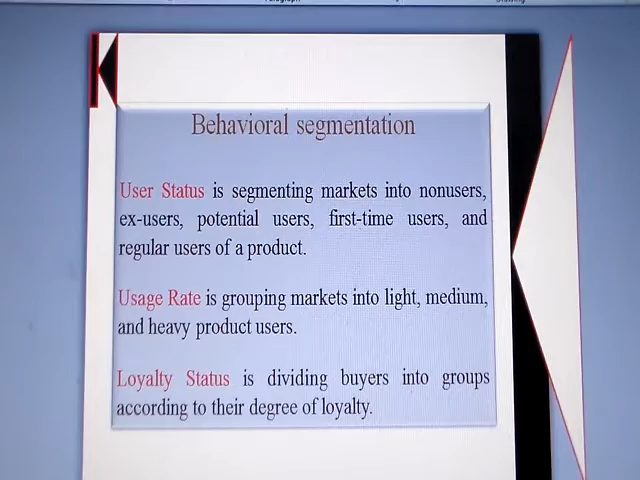 Behavioral segmentation
User Status is segmenting markets into nonusers,
ex-users, potential users, first-time users, and
regular users of a product.
Usage Rate is grouping markets into light, medium,
and heavy product users.
Loyalty Status is dividing buyers into groups
according to their degree of loyalty.